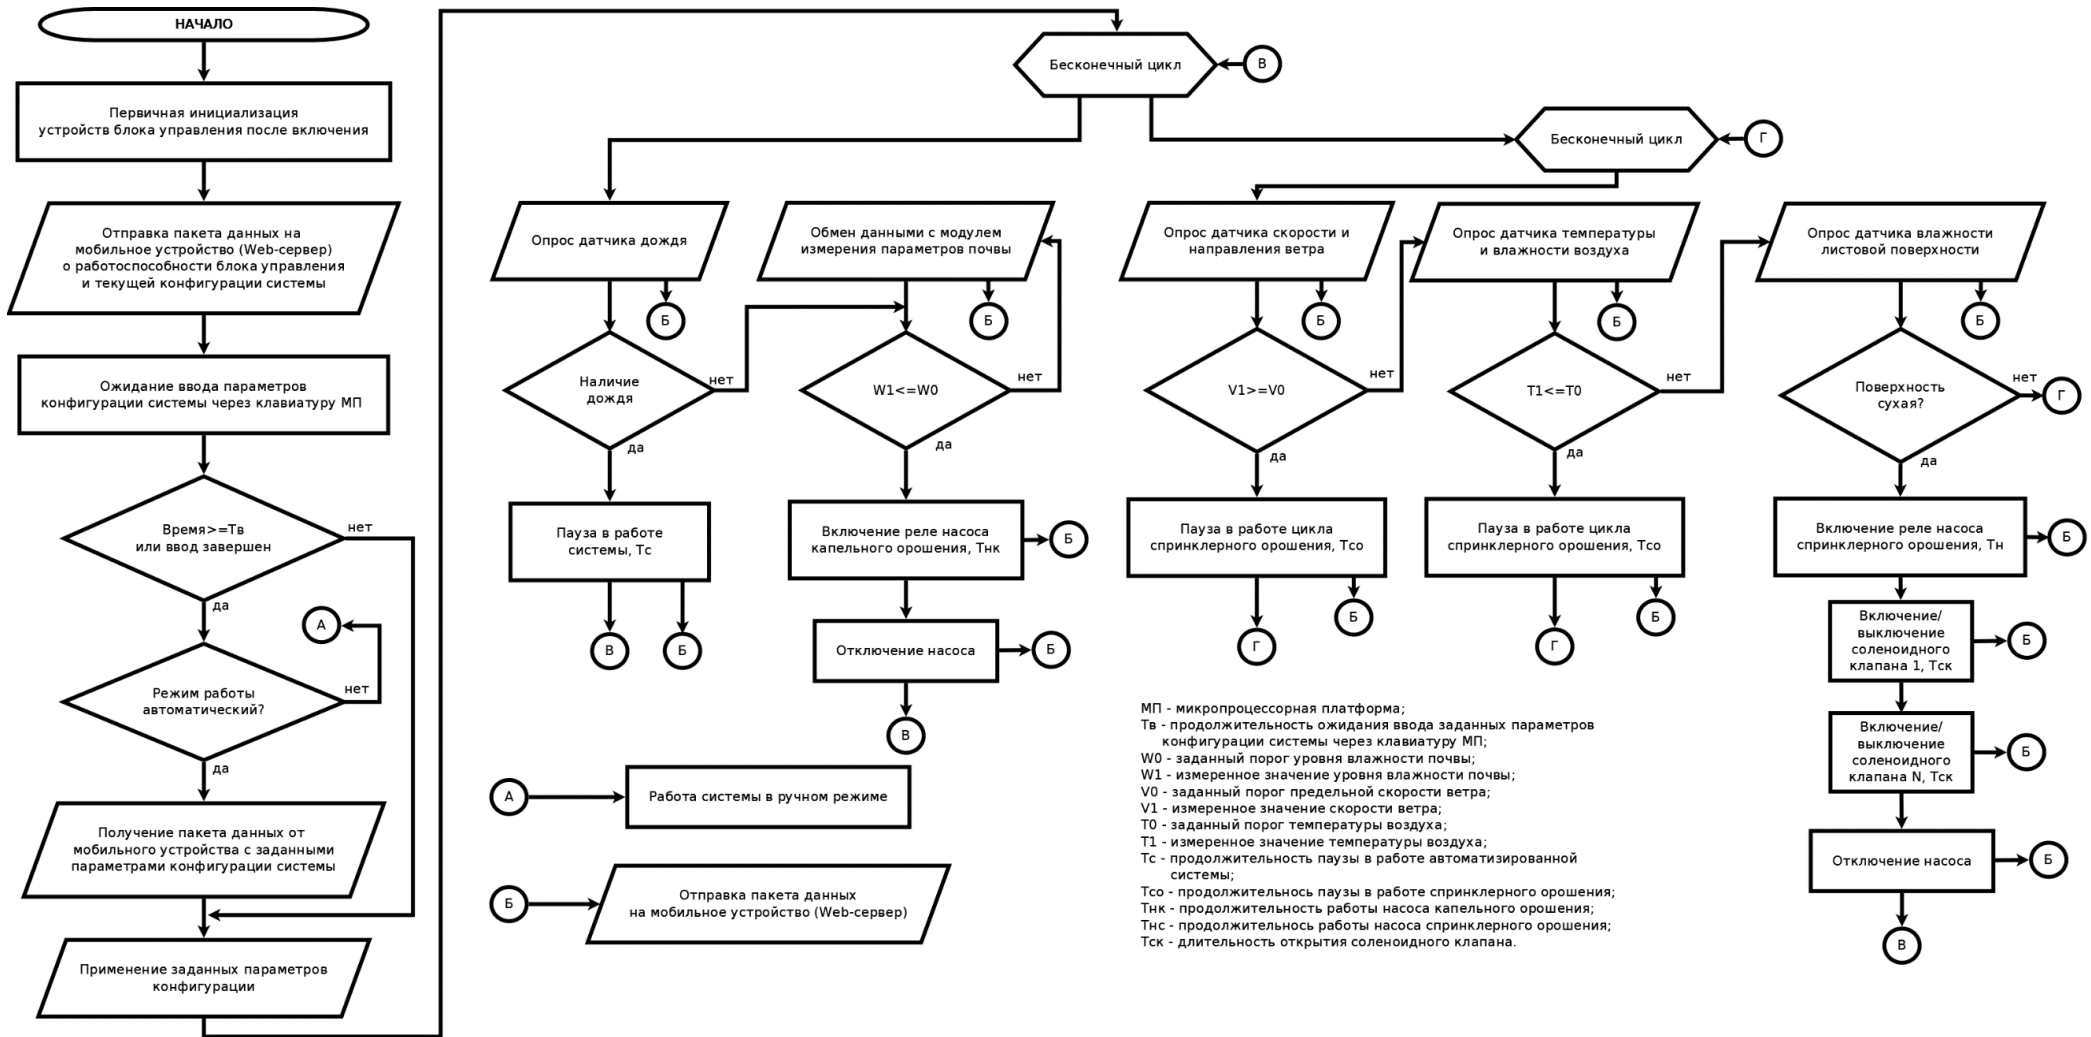 НАЧАЛО
Первичная инициализация
устройств блока управления после включения
Отправка пакета данных на
мобильное устройство (Web-сервер)
о работоспособности блока управления
и текущей конфигурации системы
Ожидание ввода параметров
конфигурации системы через клавиатуру МП
Время>=Тв
или ввод завершен
нет
да
А
Режим работы
автоматический?
нет
да
Получение пакета данных от
мобильного устройства с заданными
параметрами конфигурации системы
Применение заданных параметров
конфигурации
Бесконечный цикл
В
Бесконечный цикл
Г
Опрос датчика дождя
Б
Наличие
дождя
нет
да
Пауза в работе
системы, Тс
В
Б
Обмен данными с модулем
измерения параметров почвы
Б
W1<=W0
нет
да
Включение реле насоса
капельного орошения, Тнк
Б
Отключение насоса
Б
В
Опрос датчика скорости и
направления ветра
Б
V1>=V0
нет
да
Пауза в работе цикла
спринклерного орошения, Тсо
Б
Г
Опрос датчика температуры
и влажности воздуха
Б
Т1<=Т0
нет
да
Пауза в работе цикла
спринклерного орошения, Тсо
Б
Г
Опрос датчика влажности
листовой поверхности
Б
Поверхность
сухая?
нет
Г
да
Включение реле насоса
спринклерного орошения, Тн
Б
Включение/
выключение
соленоидного
клапана 1, Тск
Б
Включение/
выключение
соленоидного
клапана N, Тск
Б
Отключение насоса
Б
В
А
Работа системы в ручном режиме
Б
Отправка пакета данных
на мобильное устройство (Web-сервер)
МП - микропроцессорная платформа;
Тв - продолжительность ожидания ввода заданных параметров
конфигурации системы через клавиатуру МП;
W0 - заданный порог уровня влажности почвы;
W1 - измеренное значение уровня влажности почвы;
V0 - заданный порог предельной скорости ветра;
V1 - измеренное значение скорости ветра;
Т0 - заданный порог температуры воздуха;
Т1 - измеренное значение температуры воздуха;
Тс - продолжительность паузы в работе автоматизированной
системы;
Тсо - продолжительнось паузы в работе спринклерного орошения;
Тнк - продолжительность работы насоса капельного орошения;
Тнс - продолжительнось работы насоса спринклерного орошения;
Тск - длительность открытия соленоидного клапана.